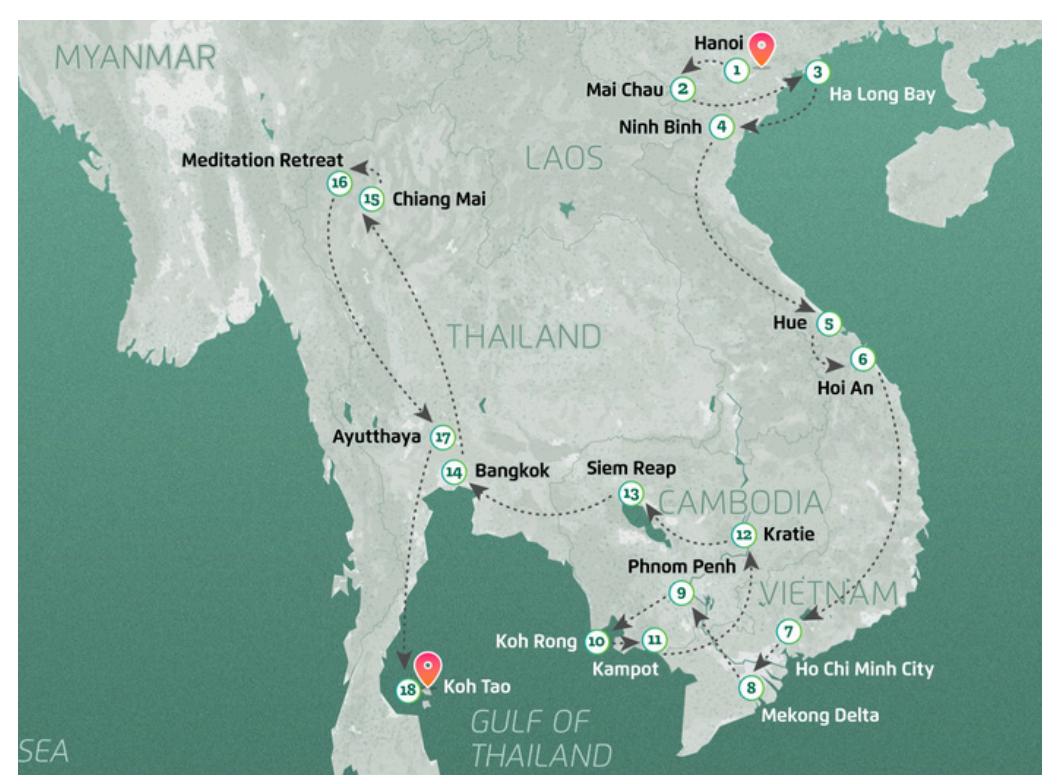 MYANMAR
Hanoi
1
Mai Chau
2
3
Ha Long Bay
Ninh Binh
4
LAOS
Meditation Retreat
16
15
Chiang Mai
THAILAND
Hue
5
6
Hoi An
Ayutthaya
17
14
Bangkok
Siem Reap
13
CAMBODIA
12
Kratie
Phnom Penh
9
VIETNAM
Koh Rong
10
11
Kampot
7
Ho Chi Minh City
18
Koh Tao
8
Mekong Delta
GULF OF
THAILAND
SEA